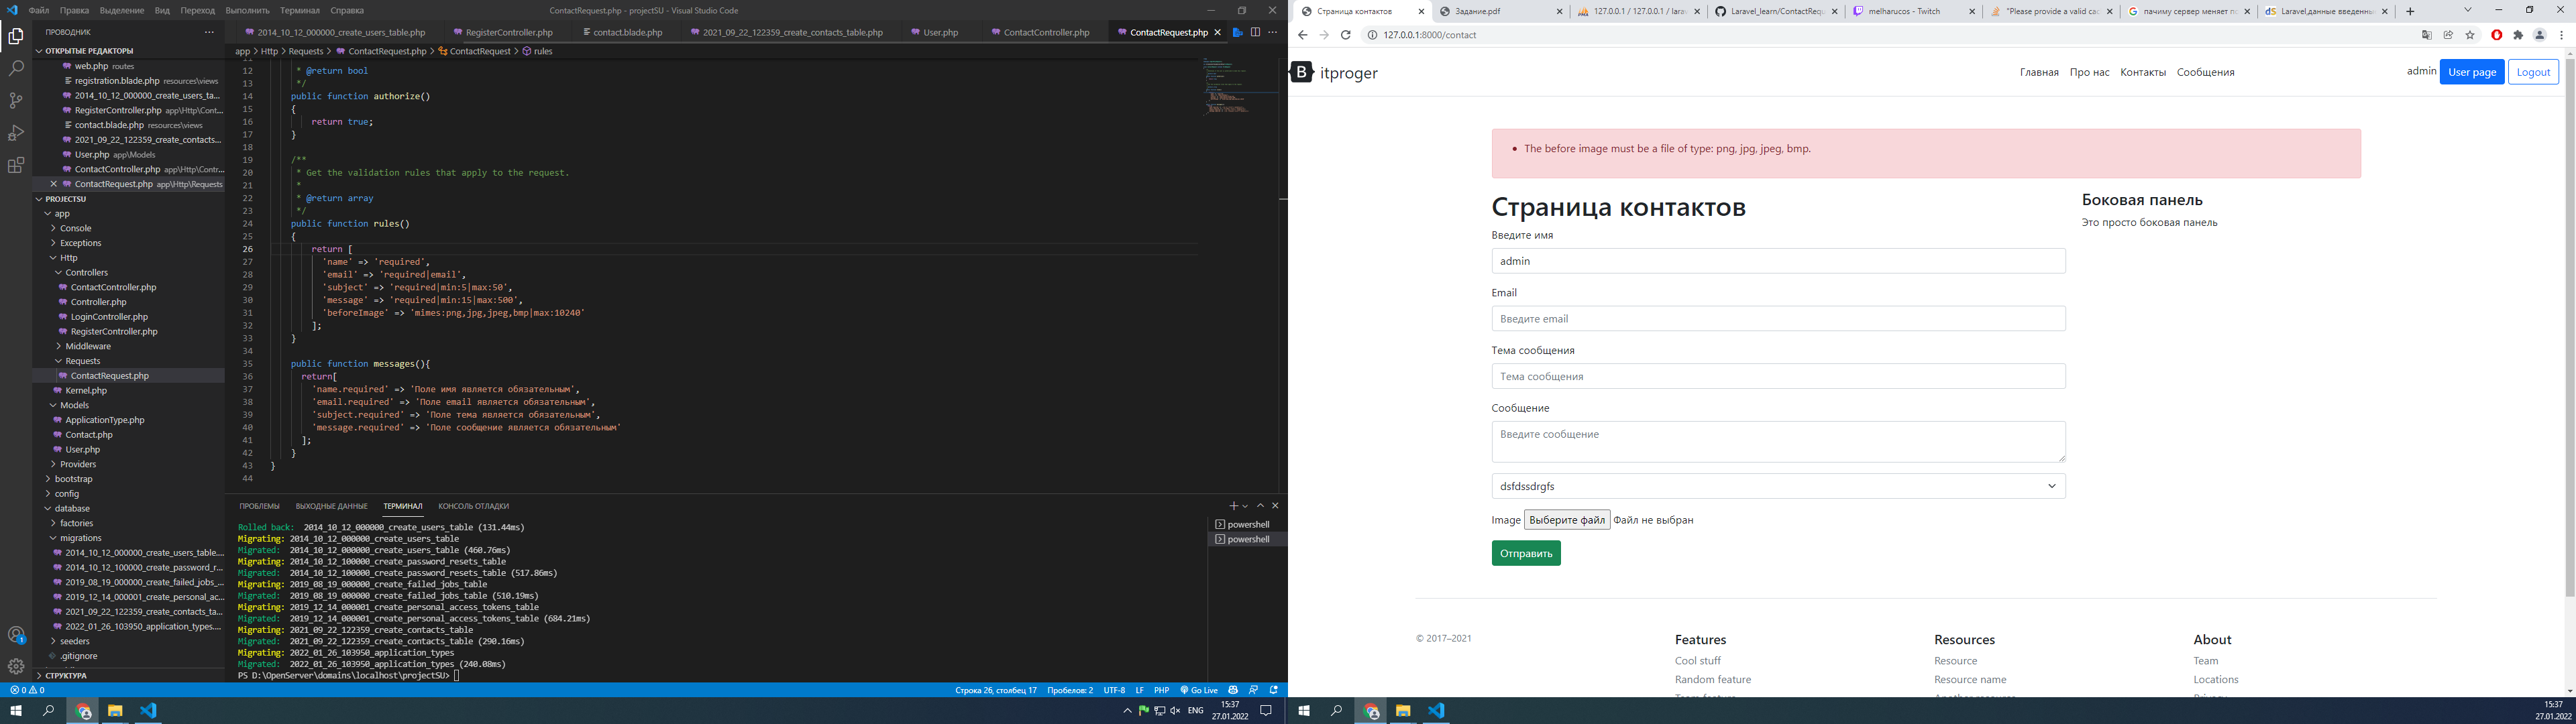 Файл Правка Выделение Вид Переход Выполнить Терминал Справка
ContactRequest.php - projectSU - Visual Studio Code
ПРОВОДНИК
ОТКРЫТЫЕ РЕДАКТОРЫ
web.php routes
registration.blade.php resources\views
2014_10_12_000000_create_users_ta...
RegisterController.php app\Http\Cont...
contact.blade.php resources\views
2021_09_22_122359_create_contacts...
User.php app\Models
ContactController.php app\Http\Contr...
ContactRequest.php app\Http\Requests
PROJECTSU
app
Console
Exceptions
Http
Controllers
ContactController.php
Controller.php
LoginController.php
RegisterController.php
Middleware
Requests
ContactRequest.php
Kernel.php
Models
ApplicationType.php
Contact.php
User.php
Providers
bootstrap
config
database
factories
migrations
2014_10_12_000000_create_users_table....
2014_10_12_100000_create_password_r...
2019_08_19_000000_create_failed_jobs_...
2019_12_14_000001_create_personal_ac...
2021_09_22_122359_create_contacts_ta...
2022_01_26_103950_application_types....
seeders
.gitignore
СТРУКТУРА
2014_10_12_000000_create_users_table.php RegisterController.php contact.blade.php 2021_09_22_122359_create_contacts_table.php User.php ContactController.php ContactRequest.php
app > Http > Requests > ContactRequest.php > ContactRequest > rules
12 * @return bool
13 */
14 public function authorize()
15 {
16 return true;
17 }
18
19 /**
20 * Get the validation rules that apply to the request.
21 *
22 * @return array
23 */
24 public function rules()
25 {
26 return [
27 'name' => 'required',
28 'email' => 'required|email',
29 'subject' => 'required|min:5|max:50',
30 'message' => 'required|min:15|max:500',
31 'beforeImage' => 'mimes:png,jpg,jpeg,bmp|max:10240'
32 ];
33 }
34
35 public function messages(){
36 return[
37 'name.required' => 'Поле имя является обязательным',
38 'email.required' => 'Поле email является обязательным',
39 'subject.required' => 'Поле тема является обязательным',
40 'message.required' => 'Поле сообщение является обязательным'
41 ];
42 }
43 }
44
ПРОБЛЕМЫ ВЫХОДНЫЕ ДАННЫЕ ТЕРМИНАЛ КОНСОЛЬ ОТЛАДКИ
powershell
powershell
Rolled back: 2014_10_12_000000_create_users_table (131.44ms)
Migrating: 2014_10_12_000000_create_users_table
Migrated: 2014_10_12_000000_create_users_table (460.76ms)
Migrating: 2014_10_12_100000_create_password_resets_table
Migrated: 2014_10_12_100000_create_password_resets_table (517.86ms)
Migrating: 2019_08_19_000000_create_failed_jobs_table
Migrated: 2019_08_19_000000_create_failed_jobs_table (510.19ms)
Migrating: 2019_12_14_000001_create_personal_access_tokens_table
Migrated: 2019_12_14_000001_create_personal_access_tokens_table (684.21ms)
Migrating: 2021_09_22_122359_create_contacts_table
Migrated: 2021_09_22_122359_create_contacts_table (290.16ms)
Migrating: 2022_01_26_103950_application_types
Migrated: 2022_01_26_103950_application_types (240.08ms)
PS D:\OpenServer\domains\localhost\projectSU>
0 0 Строка 26, столбец 17 Пробелов: 2 UTF-8 LF PHP Go Live
ENG 15:37
27.01.2022
Страница контактов Задание.pdf 127.0.0.1 / 127.0.0.1 / larav Laravel_learn/ContactRequ melharucos - Twitch "Please provide a valid cac пачиму сервер меняет по Laravel,данные введенны
127.0.0.1:8000/contact
B itproger
Главная Про нас Контакты Сообщения
admin User page Logout
The before image must be a file of type: png, jpg, jpeg, bmp.
Страница контактов
Введите имя
admin
Email
Введите email
Тема сообщения
Тема сообщения
Сообщение
Введите сообщение
dsfdssdrgfs
Image Выберите файл Файл не выбран
Отправить
Боковая панель
Это просто боковая панель
© 2017–2021
Features
Cool stuff
Random feature
Resources
Resource
Resource name
About
Team
Locations
15:37
27.01.2022